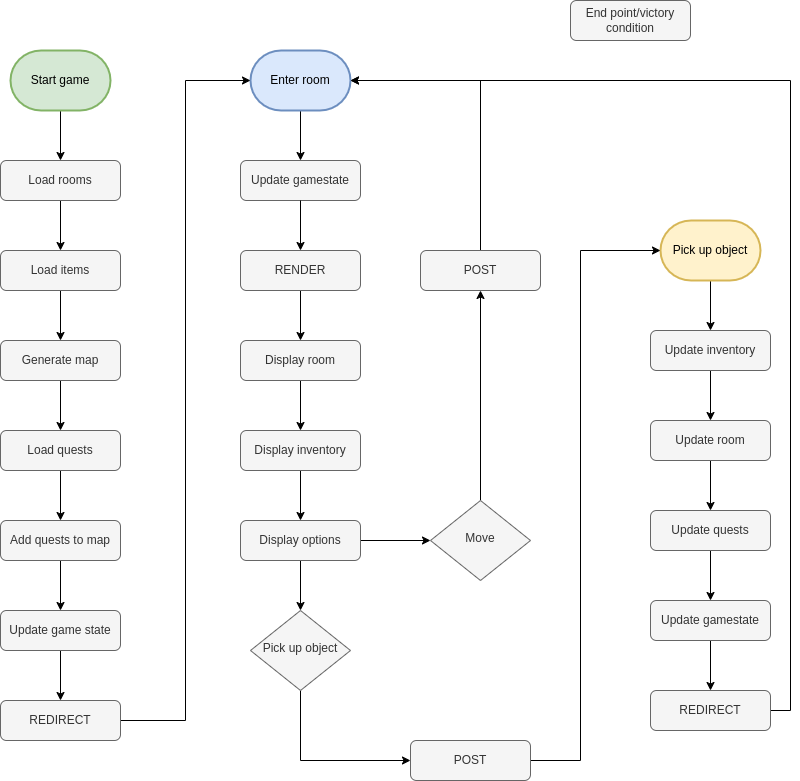 End point/victory
condition
Start game
Load rooms
Load items
Generate map
Load quests
Add quests to map
Update game state
REDIRECT
Enter room
Update gamestate
RENDER
Display room
Display inventory
Display options
Pick up object
POST
Move
POST
Pick up object
Update inventory
Update room
Update quests
Update gamestate
REDIRECT